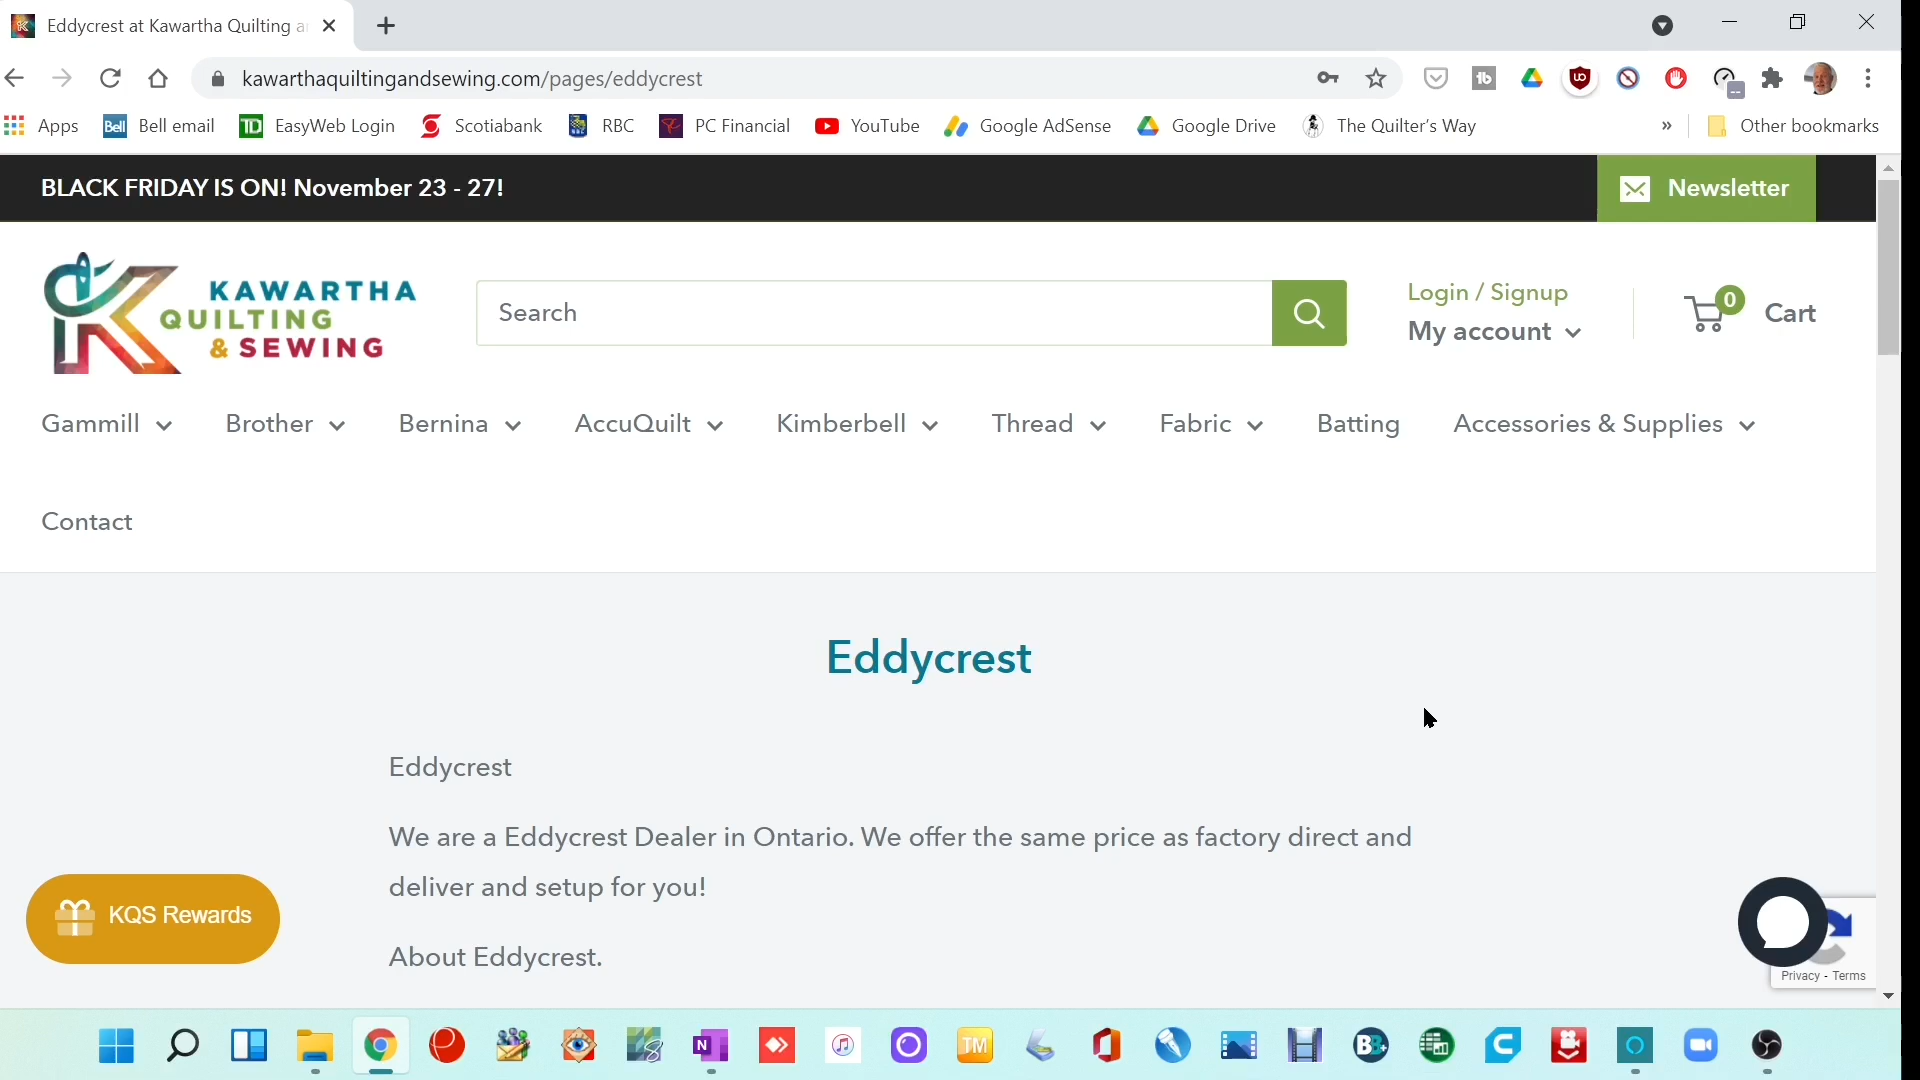 Eddycrest at Kawartha Quilting a
kawarthaquiltingandsewing.com/pages/eddycrest
Apps Bell Bell email TD EasyWeb Login Scotiabank RBC PC Financial YouTube Google AdSense Google Drive The Quilter's Way » Other bookmarks
BLACK FRIDAY IS ON! November 23 - 27!
Newsletter
KAWARTHA
QUILTING
& SEWING
Search
Login / Signup
My account
0
Cart
Gammill Brother Bernina AccuQuilt Kimberbell Thread Fabric Batting Accessories & Supplies
Contact
Eddycrest
Eddycrest
We are a Eddycrest Dealer in Ontario. We offer the same price as factory direct and
deliver and setup for you!
About Eddycrest.
KQS Rewards
Privacy - Terms